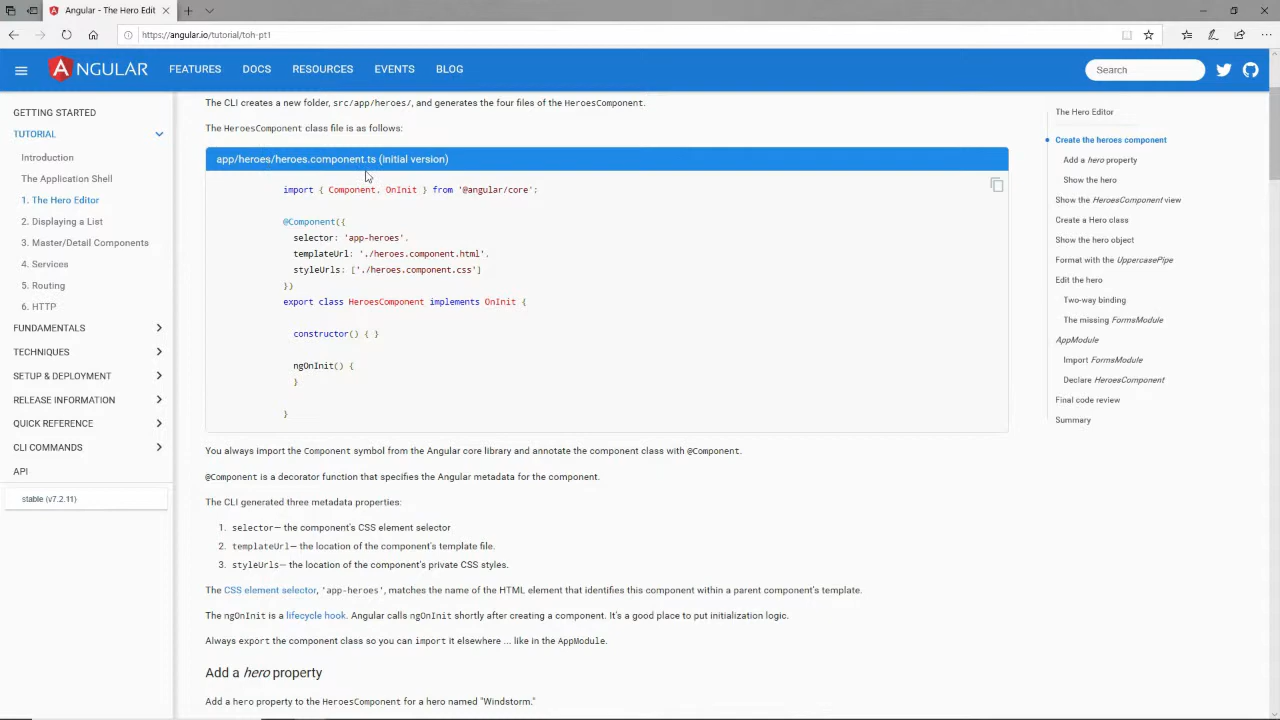 Angular - The Hero Edit
https://angular.io/tutorial/toh-pt1
ANGULAR
FEATURES
DOCS
RESOURCES
EVENTS
BLOG
Search
GETTING STARTED
TUTORIAL
Introduction
The Application Shell
1. The Hero Editor
2. Displaying a List
3. Master/Detail Components
4. Services
5. Routing
6. HTTP
FUNDAMENTALS
TECHNIQUES
SETUP & DEPLOYMENT
RELEASE INFORMATION
QUICK REFERENCE
CLI COMMANDS
API
stable (v7.2.11)
The CLI creates a new folder, src/app/heroes/, and generates the four files of the HeroesComponent.
The HeroesComponent class file is as follows:
app/heroes/heroes.component.ts (initial version)
import { Component, OnInit } from '@angular/core';
@Component({
selector: 'app-heroes',
templateUrl: './heroes.component.html',
styleUrls: ['./heroes.component.css']
})
export class HeroesComponent implements OnInit {
constructor() { }
ngOnInit() {
}
}
You always import the Component symbol from the Angular core library and annotate the component class with @Component.
@Component is a decorator function that specifies the Angular metadata for the component.
The CLI generated three metadata properties:
1. selector— the component's CSS element selector
2. templateUrl— the location of the component's template file.
3. styleUrls— the location of the component's private CSS styles.
The CSS element selector, 'app-heroes', matches the name of the HTML element that identifies this component within a parent component's template.
The ngOnInit is a lifecycle hook. Angular calls ngOnInit shortly after creating a component. It's a good place to put initialization logic.
Always export the component class so you can import it elsewhere ... like in the AppModule.
Add a hero property
Add a hero property to the HeroesComponent for a hero named "Windstorm."
The Hero Editor
Create the heroes component
Add a hero property
Show the hero
Show the HeroesComponent view
Create a Hero class
Show the hero object
Format with the UppercasePipe
Edit the hero
Two-way binding
The missing FormsModule
AppModule
Import FormsModule
Declare HeroesComponent
Final code review
Summary